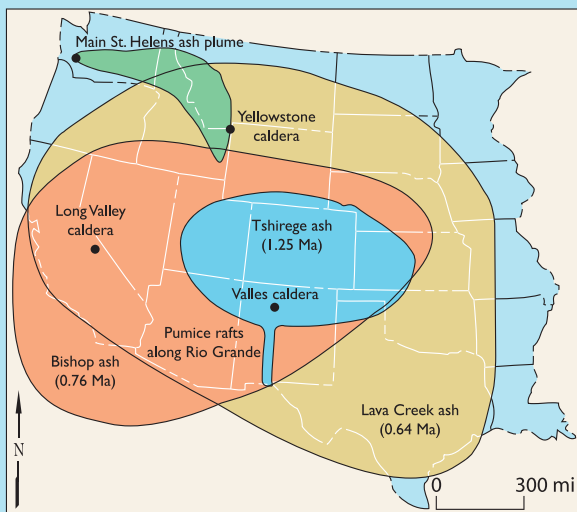 Main St. Helens ash plume
Yellowstone
caldera
Long Valley
caldera
Tshirege ash
(1.25 Ma)
Valles caldera
Pumice rafts
along Rio Grande
Bishop ash
(0.76 Ma)
Lava Creek ash
(0.64 Ma)
N
0 300 mi